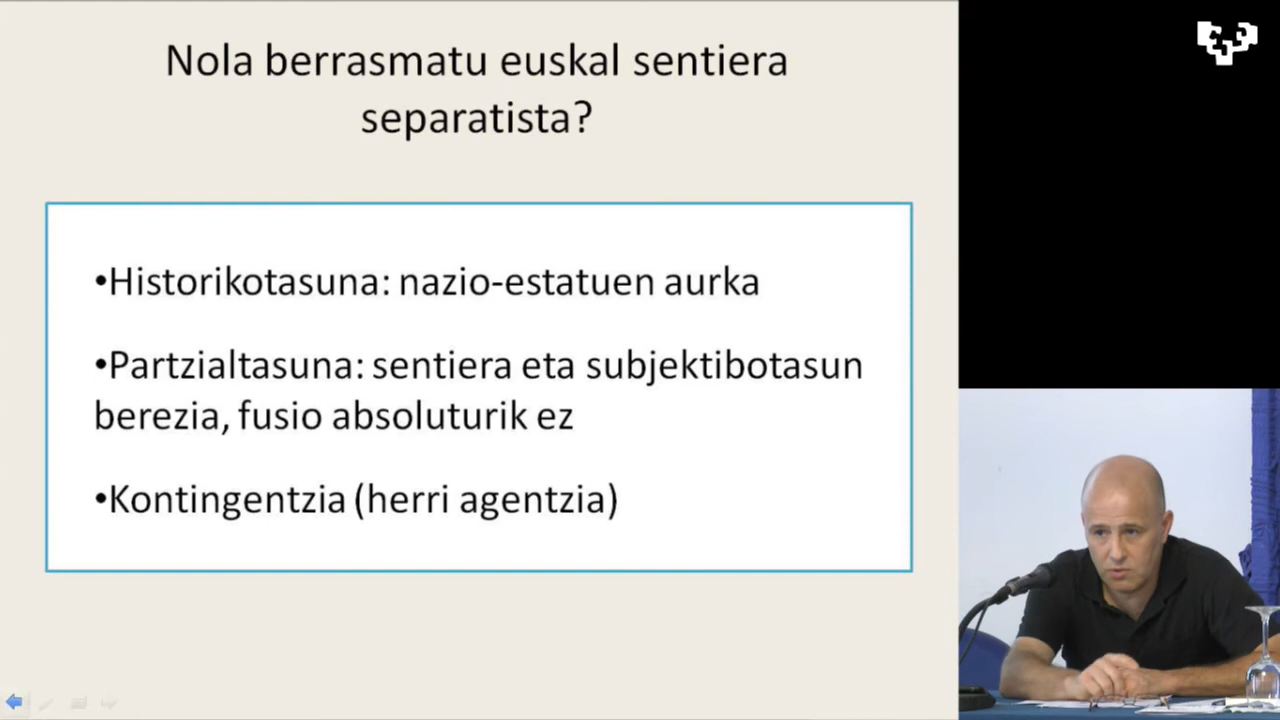 Nola berrasmatu euskal sentiera
separatista?
•Historikotasuna: nazio-estatuen aurka
•Partzialtasuna: sentiera eta subjektibotasun
berezia, fusio absoluturik ez
•Kontingentzia (herri agentzia)